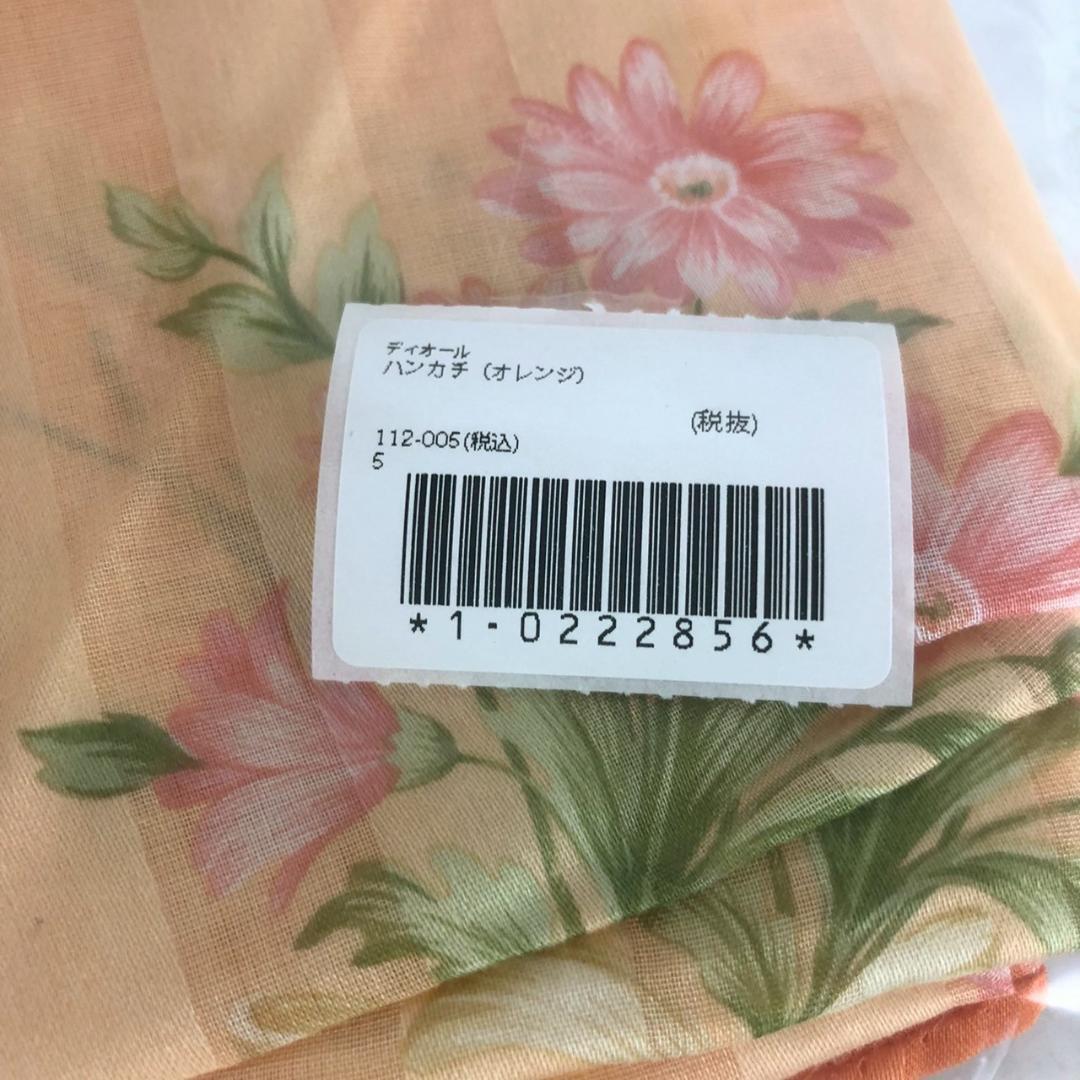 ディオール
ハンカチ（オレンジ）
(税抜)
112-005(税込)
5
*1-0222856*